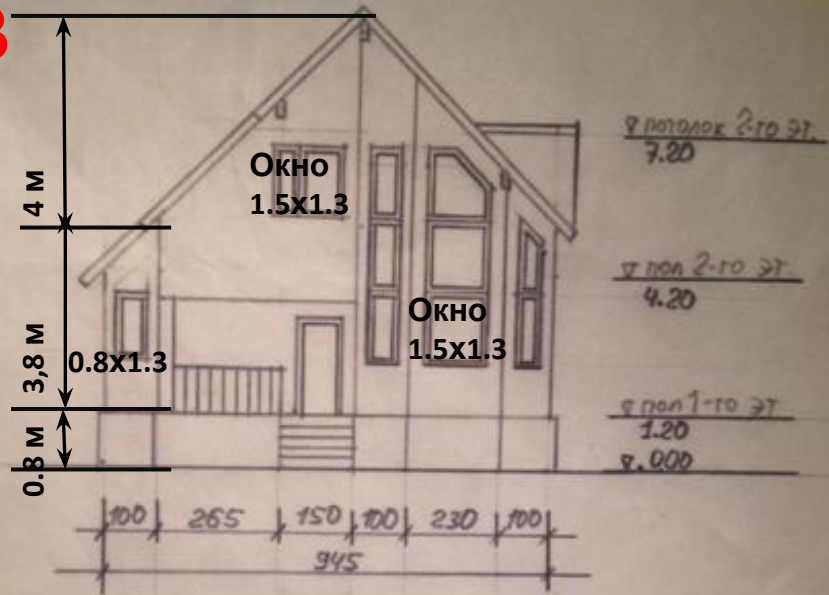 В
4 м
3,8 м
0.8 м
Окно
1.5х1.3
Окно
1.5х1.3
0.8х1.3
потолок 2-го эт.
7.20
пол 2-го эт.
4.20
пол 1-го эт
1.20
.000
100 265 150 100 230 100
945